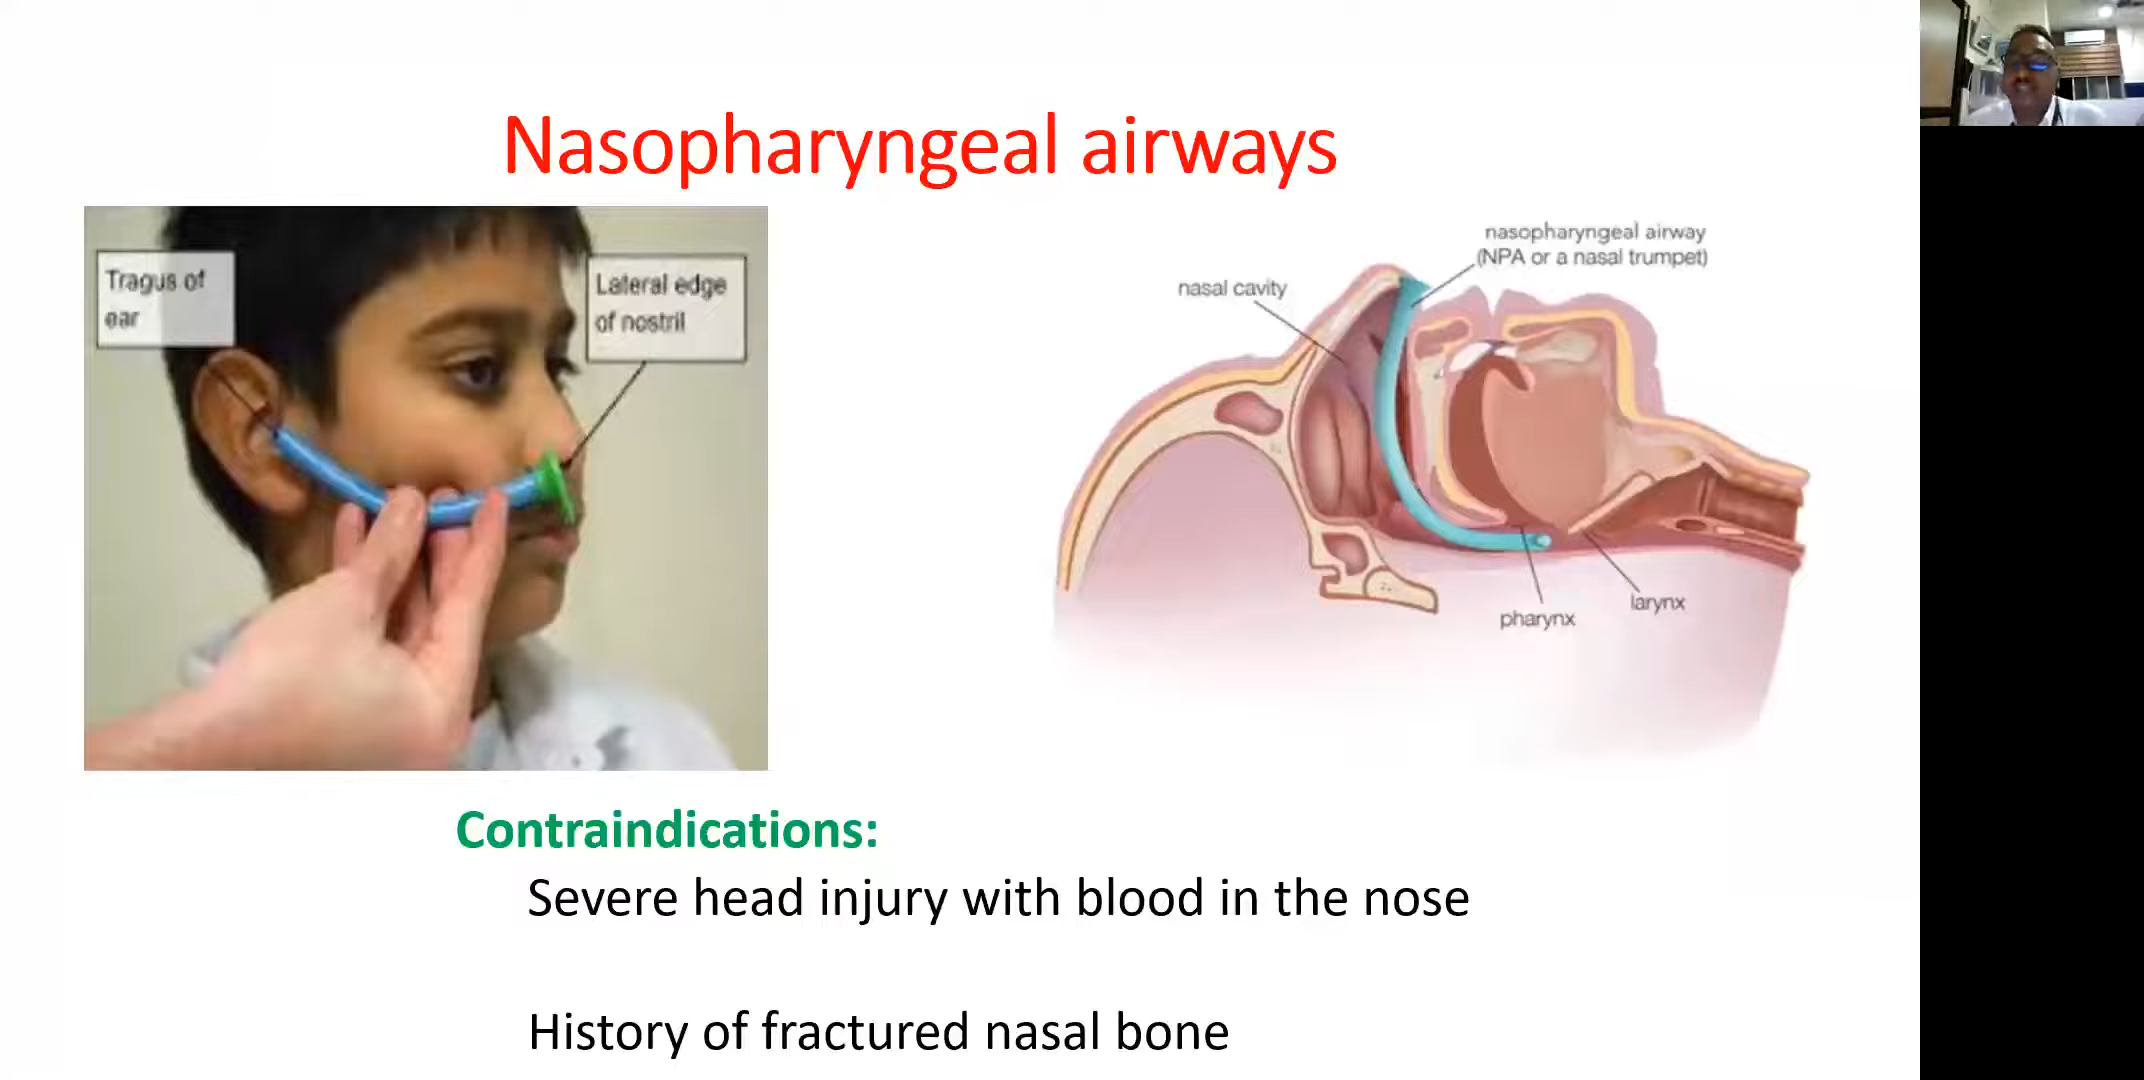 Nasopharyngeal airways
Tragus of
ear
Lateral edge
of nostril
nasopharyngeal airway
(NPA or a nasal trumpet)
nasal cavity
pharynx
larynx
Contraindications:
Severe head injury with blood in the nose
History of fractured nasal bone